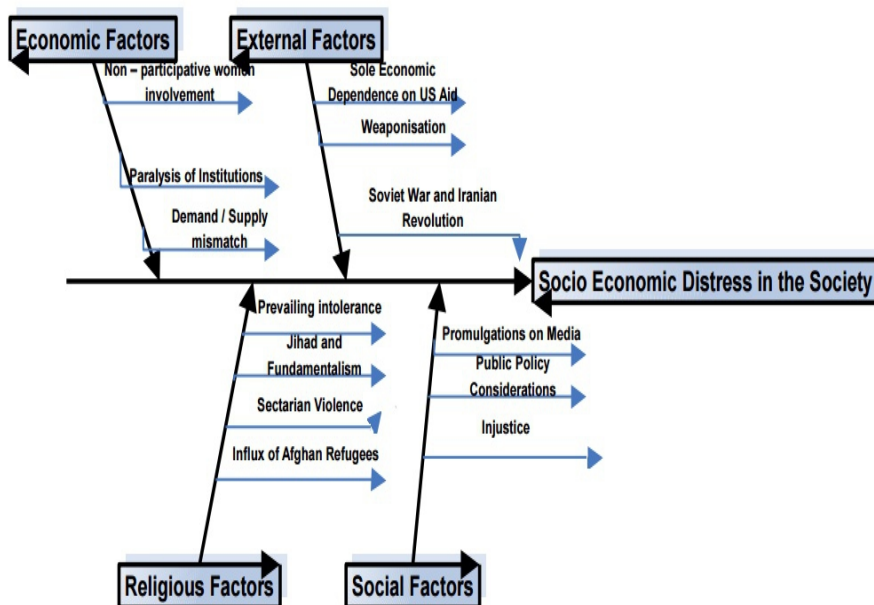 Economic Factors
External Factors
Non – participative women
involvement
Paralysis of Institutions
Demand / Supply
mismatch
Sole Economic
Dependence on US Aid
Weaponisation
Soviet War and Iranian
Revolution
Socio Economic Distress in the Society
Prevailing intolerance
Jihad and
Fundamentalism
Sectarian Violence
Influx of Afghan Refugees
Promulgations on Media
Public Policy
Considerations
Injustice
Religious Factors
Social Factors